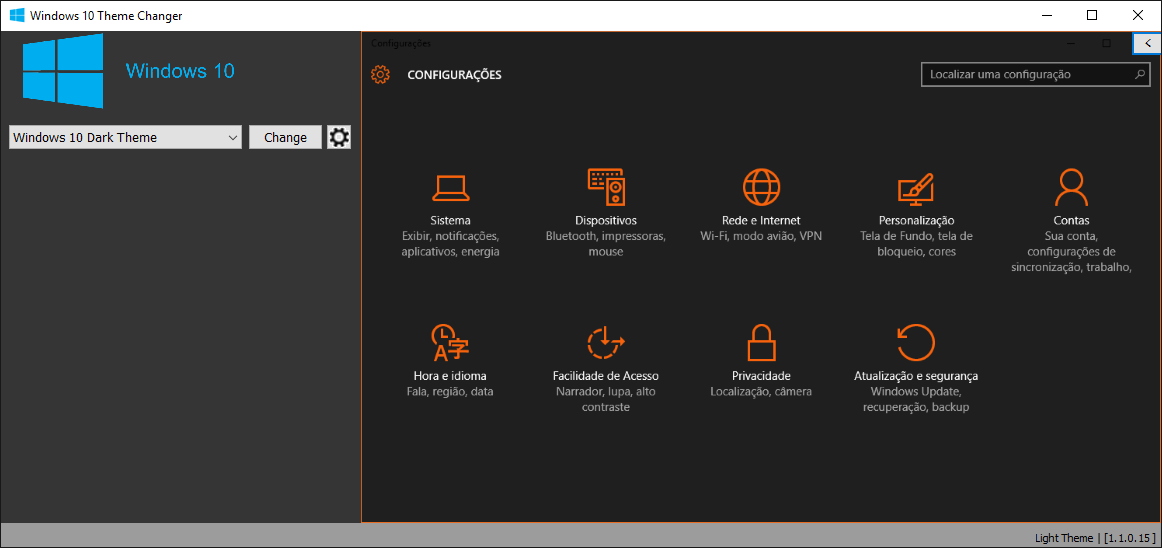 Windows 10 Theme Changer
Windows 10
Windows 10 Dark Theme
Change
Configurações
CONFIGURAÇÕES
Localizar uma configuração
Sistema
Exibir, notificações,
aplicativos, energia
Dispositivos
Bluetooth, impressoras,
mouse
Rede e Internet
Wi-Fi, modo avião, VPN
Personalização
Tela de Fundo, tela de
bloqueio, cores
Contas
Sua conta,
configurações de
sincronização, trabalho,
Hora e idioma
Fala, região, data
Facilidade de Acesso
Narrador, lupa, alto
contraste
Privacidade
Localização, câmera
Atualização e segurança
Windows Update,
recuperação, backup
Light Theme | [1.1.0.15]